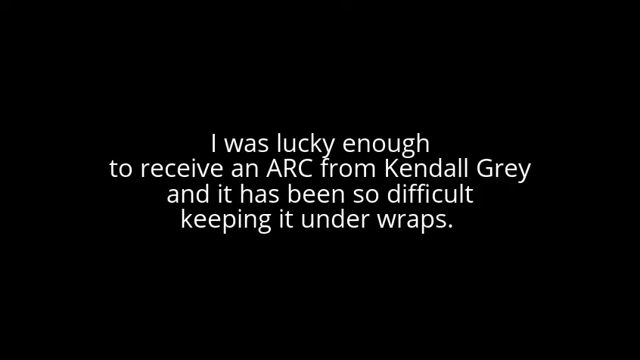 I was lucky enough
to receive an ARC from Kendall Grey
and it has been so difficult
keeping it under wraps.